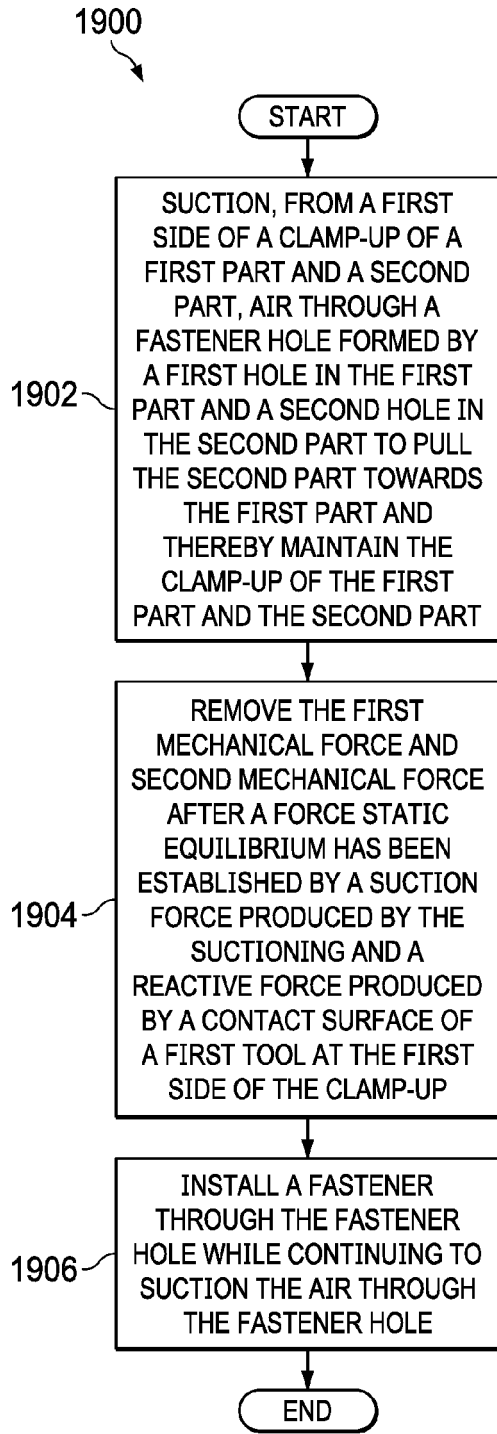 1900
START
SUCTION, FROM A FIRST
SIDE OF A CLAMP-UP OF A
FIRST PART AND A SECOND
PART, AIR THROUGH A
FASTENER HOLE FORMED BY
A FIRST HOLE IN THE FIRST
PART AND A SECOND HOLE IN
THE SECOND PART TO PULL
THE SECOND PART TOWARDS
THE FIRST PART AND
THEREBY MAINTAIN THE
CLAMP-UP OF THE FIRST
PART AND THE SECOND PART
1902
REMOVE THE FIRST
MECHANICAL FORCE AND
SECOND MECHANICAL FORCE
AFTER A FORCE STATIC
EQUILIBRIUM HAS BEEN
ESTABLISHED BY A SUCTION
FORCE PRODUCED BY THE
SUCTIONING AND A
REACTIVE FORCE PRODUCED
BY A CONTACT SURFACE OF
A FIRST TOOL AT THE FIRST
SIDE OF THE CLAMP-UP
1904
INSTALL A FASTENER
THROUGH THE FASTENER
HOLE WHILE CONTINUING TO
SUCTION THE AIR THROUGH
THE FASTENER HOLE
1906
END